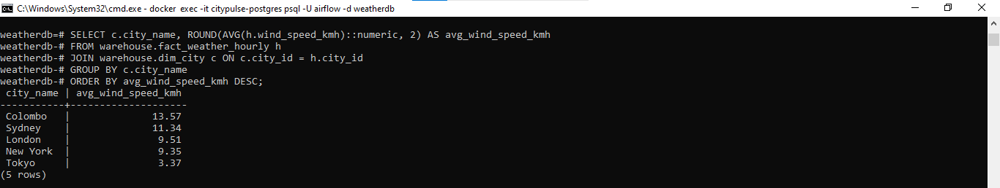 C:\Windows\System32\cmd.exe - docker  exec -it citypulse-postgres psql -U airflow -d weatherdb
weatherdb=# SELECT c.city_name, ROUND(AVG(h.wind_speed_kmh)::numeric, 2) AS avg_wind_speed_kmh
weatherdb-# FROM warehouse.fact_weather_hourly h
weatherdb-# JOIN warehouse.dim_city c ON c.city_id = h.city_id
weatherdb-# GROUP BY c.city_name
weatherdb-# ORDER BY avg_wind_speed_kmh DESC;
 city_name | avg_wind_speed_kmh
-----------+--------------------
 Colombo   |              13.57
 Sydney    |              11.34
 London    |               9.51
 New York  |               9.35
 Tokyo     |               3.37
(5 rows)